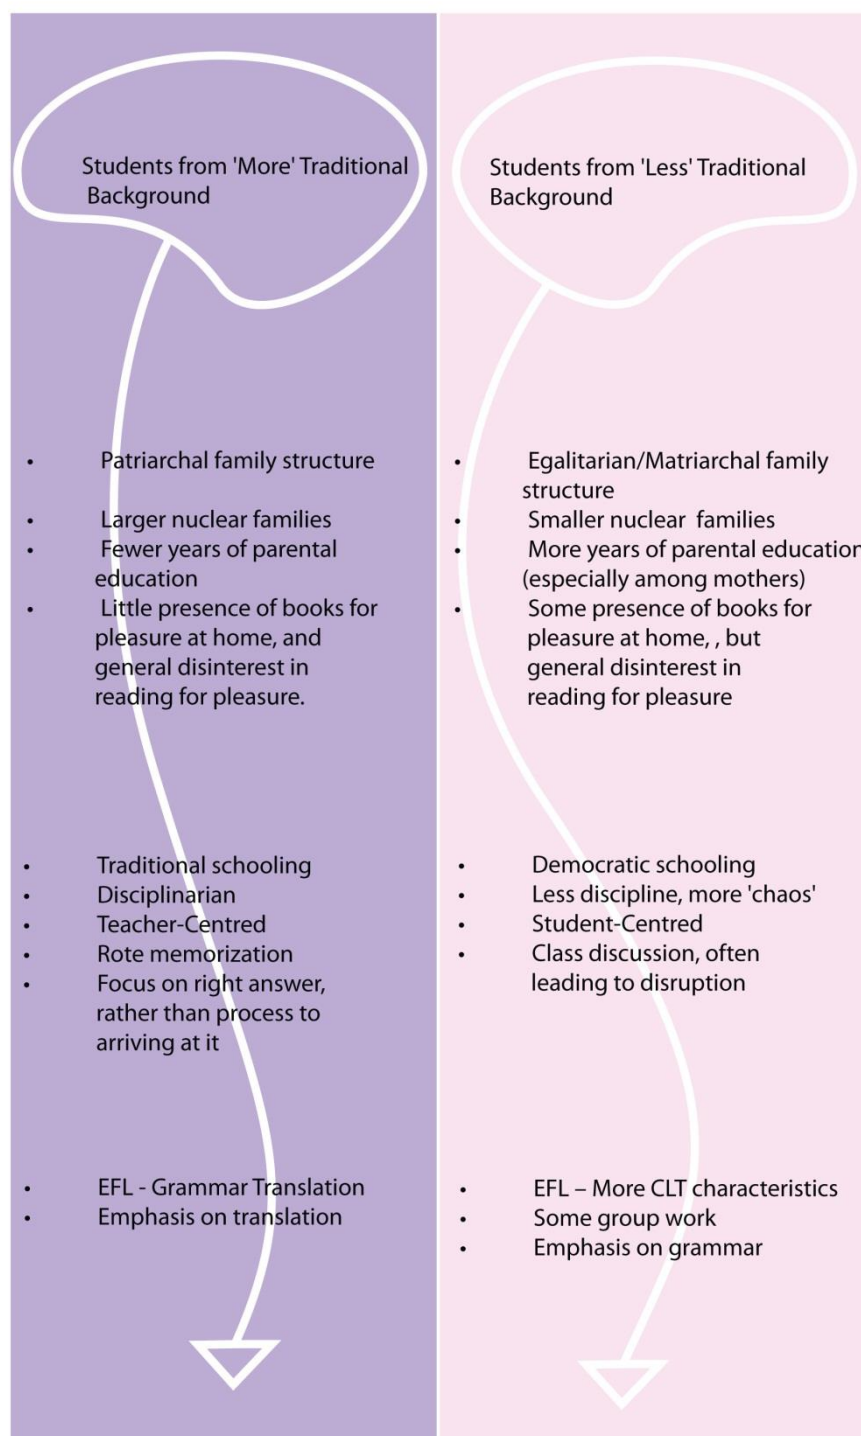 Students from 'More' Traditional
Background
• Patriarchal family structure
• Larger nuclear families
• Fewer years of parental
education
• Little presence of books for
pleasure at home, and
general disinterest in
reading for pleasure.
• Traditional schooling
• Disciplinarian
• Teacher-Centred
• Rote memorization
• Focus on right answer,
rather than process to
arriving at it
• EFL - Grammar Translation
• Emphasis on translation
Students from 'Less' Traditional
Background
• Egalitarian/Matriarchal family
structure
• Smaller nuclear families
• More years of parental education
(especially among mothers)
• Some presence of books for
pleasure at home, , but
general disinterest in
reading for pleasure
• Democratic schooling
• Less discipline, more 'chaos'
• Student-Centred
• Class discussion, often
leading to disruption
• EFL – More CLT characteristics
• Some group work
• Emphasis on grammar